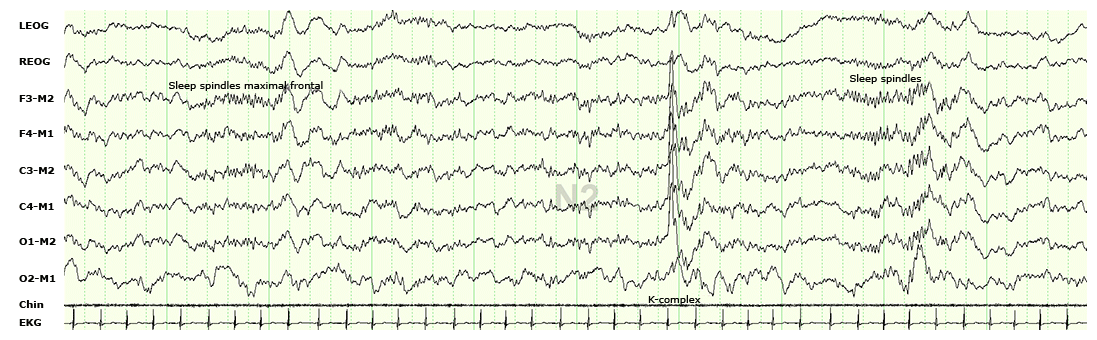 LEOG
REOG
Sleep spindles maximal frontal
Sleep spindles
F3-M2
F4-M1
C3-M2
C4-M1
N2
O1-M2
O2-M1
K-complex
Chin
EKG